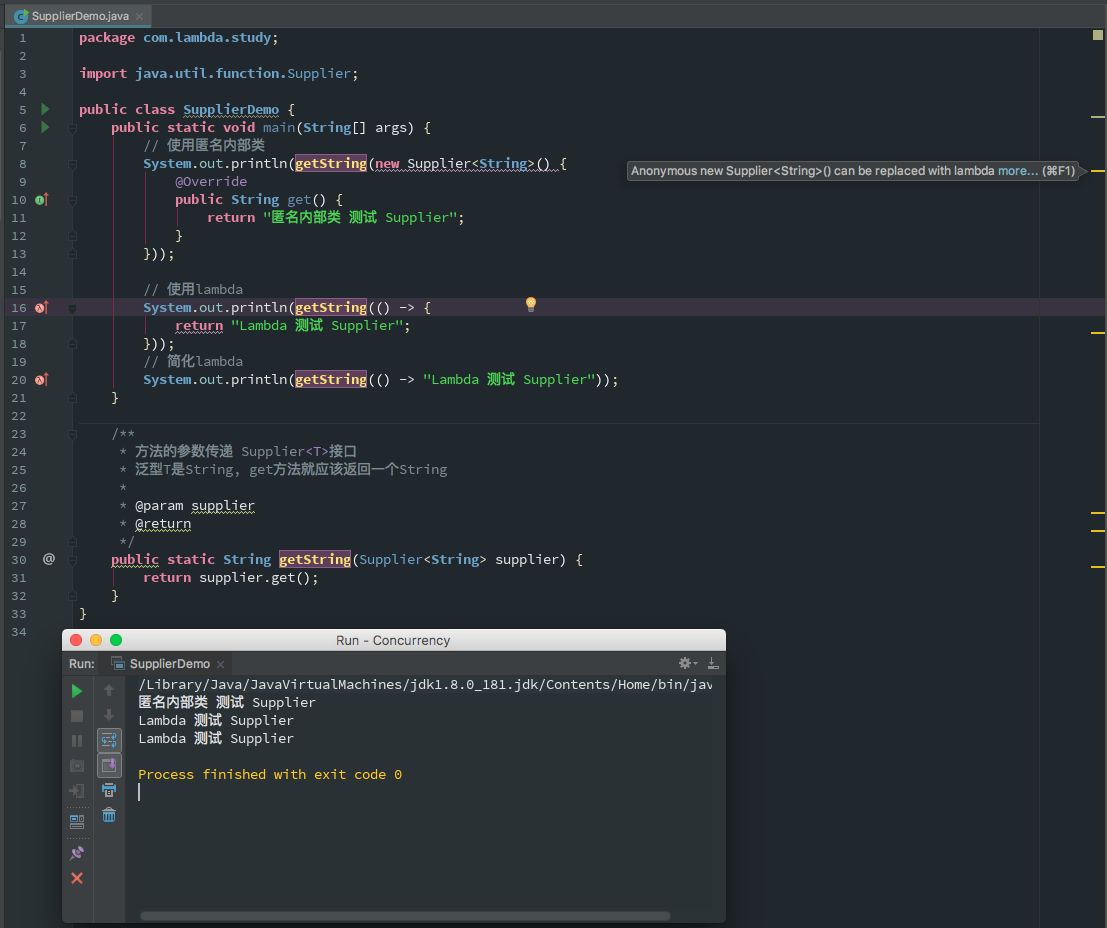 SupplierDemo.java
1 package com.lambda.study;
2
3 import java.util.function.Supplier;
4
5 public class SupplierDemo {
6 public static void main(String[] args) {
7 // 使用匿名内部类
8 System.out.println(getString(new Supplier<String>() {
Anonymous new Supplier<String>() can be replaced with lambda more... (⌘F1)
9 @Override
10 public String get() {
11 return "匿名内部类 测试 Supplier";
12 }
13 }));
14
15 // 使用lambda
16 System.out.println(getString(() -> {
17 return "Lambda 测试 Supplier";
18 }));
19 // 简化lambda
20 System.out.println(getString(() -> "Lambda 测试 Supplier"));
21 }
22
23 /**
24 * 方法的参数传递 Supplier<T>接口
25 * 泛型T是String, get方法就应该返回一个String
26 *
27 * @param supplier
28 * @return
29 */
30 @ public static String getString(Supplier<String> supplier) {
31 return supplier.get();
32 }
33 }
34
Run - Concurrency
Run: SupplierDemo
/Library/Java/JavaVirtualMachines/jdk1.8.0_181.jdk/Contents/Home/bin/jav
匿名内部类 测试 Supplier
Lambda 测试 Supplier
Lambda 测试 Supplier
Process finished with exit code 0